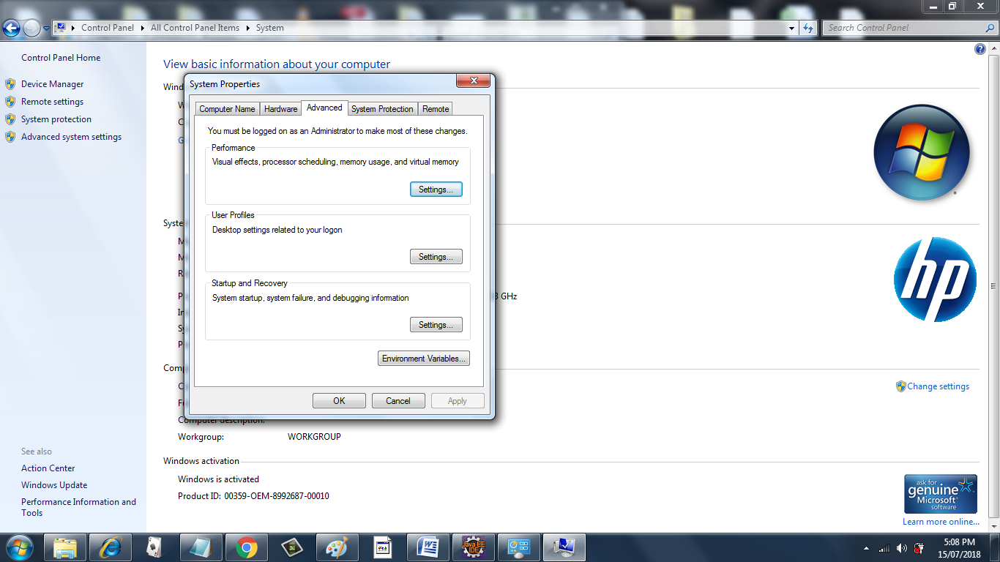 Control Panel
All Control Panel Items
System
Search Control Panel
Control Panel Home
Device Manager
Remote settings
System protection
Advanced system settings
See also
Action Center
Windows Update
Performance Information and
Tools
View basic information about your computer
System Properties
Computer Name Hardware Advanced System Protection Remote
You must be logged on as an Administrator to make most of these changes.
Performance
Visual effects, processor scheduling, memory usage, and virtual memory
Settings...
User Profiles
Desktop settings related to your logon
Settings...
Startup and Recovery
System startup, system failure, and debugging information
Settings...
Environment Variables...
OK Cancel Apply
GHz
hp
Change settings
Computer description:
Workgroup: WORKGROUP
Windows activation
Windows is activated
Product ID: 00359-OEM-8992687-00010
ask for
genuine
Microsoft
software
Learn more online...
Java EE
IDE
5:08 PM
15/07/2018